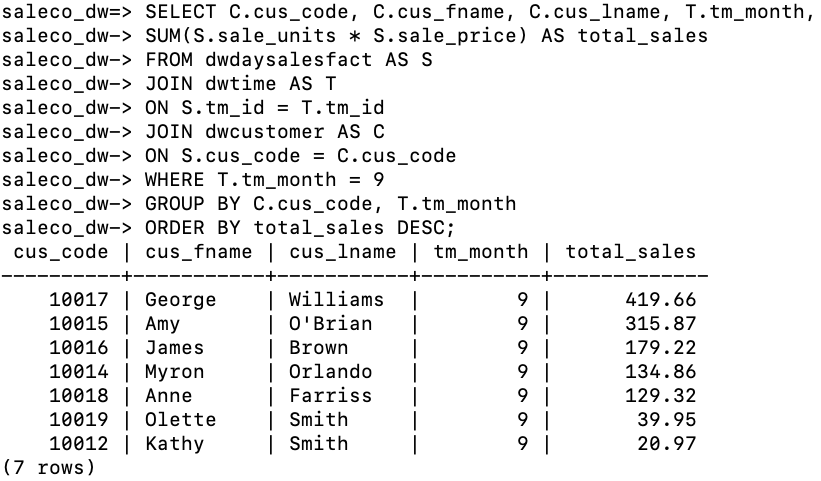 saleco_dw=> SELECT C.cus_code, C.cus_fname, C.cus_lname, T.tm_month,
saleco_dw-> SUM(S.sale_units * S.sale_price) AS total_sales
saleco_dw-> FROM dwdaysalesfact AS S
saleco_dw-> JOIN dwtime AS T
saleco_dw-> ON S.tm_id = T.tm_id
saleco_dw-> JOIN dwcustomer AS C
saleco_dw-> ON S.cus_code = C.cus_code
saleco_dw-> WHERE T.tm_month = 9
saleco_dw-> GROUP BY C.cus_code, T.tm_month
saleco_dw-> ORDER BY total_sales DESC;
 cus_code | cus_fname | cus_lname | tm_month | total_sales
----------+-----------+-----------+----------+-------------
    10017 | George    | Williams  |        9 |      419.66
    10015 | Amy       | O'Brian   |        9 |      315.87
    10016 | James     | Brown     |        9 |      179.22
    10014 | Myron     | Orlando   |        9 |      134.86
    10018 | Anne      | Farriss   |        9 |      129.32
    10019 | Olette    | Smith     |        9 |       39.95
    10012 | Kathy     | Smith     |        9 |       20.97
(7 rows)